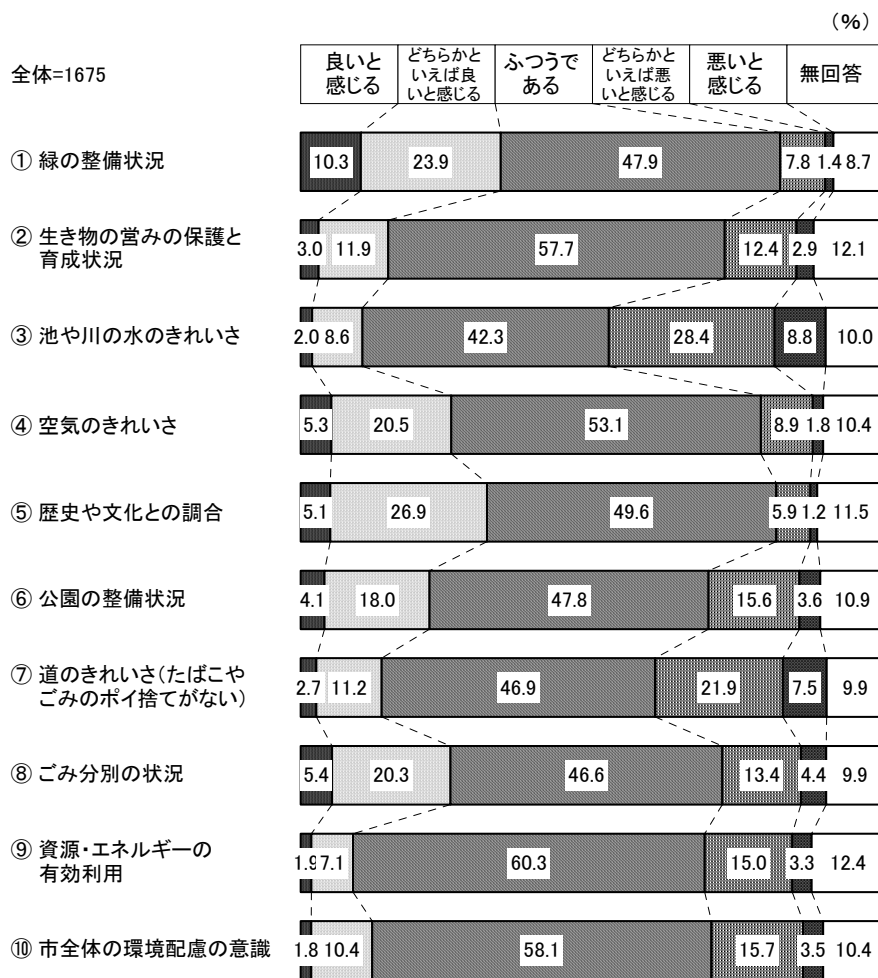 (%)
全体=1675
良いと
感じる
どちらかと
いえば良
いと感じる
ふつうで
ある
どちらかと
いえば悪
いと感じる
悪いと
感じる
無回答
① 緑の整備状況
10.3 23.9 47.9 7.8 1.4 8.7
② 生き物の営みの保護と
育成状況
3.0 11.9 57.7 12.4 2.9 12.1
③ 池や川の水のきれいさ
2.0 8.6 42.3 28.4 8.8 10.0
④ 空気のきれいさ
5.3 20.5 53.1 8.9 1.8 10.4
⑤ 歴史や文化との調合
5.1 26.9 49.6 5.9 1.2 11.5
⑥ 公園の整備状況
4.1 18.0 47.8 15.6 3.6 10.9
⑦ 道のきれいさ(たばこや
ごみのポイ捨てがない)
2.7 11.2 46.9 21.9 7.5 9.9
⑧ ごみ分別の状況
5.4 20.3 46.6 13.4 4.4 9.9
⑨ 資源・エネルギーの
有効利用
1.9 7.1 60.3 15.0 3.3 12.4
⑩ 市全体の環境配慮の意識
1.8 10.4 58.1 15.7 3.5 10.4